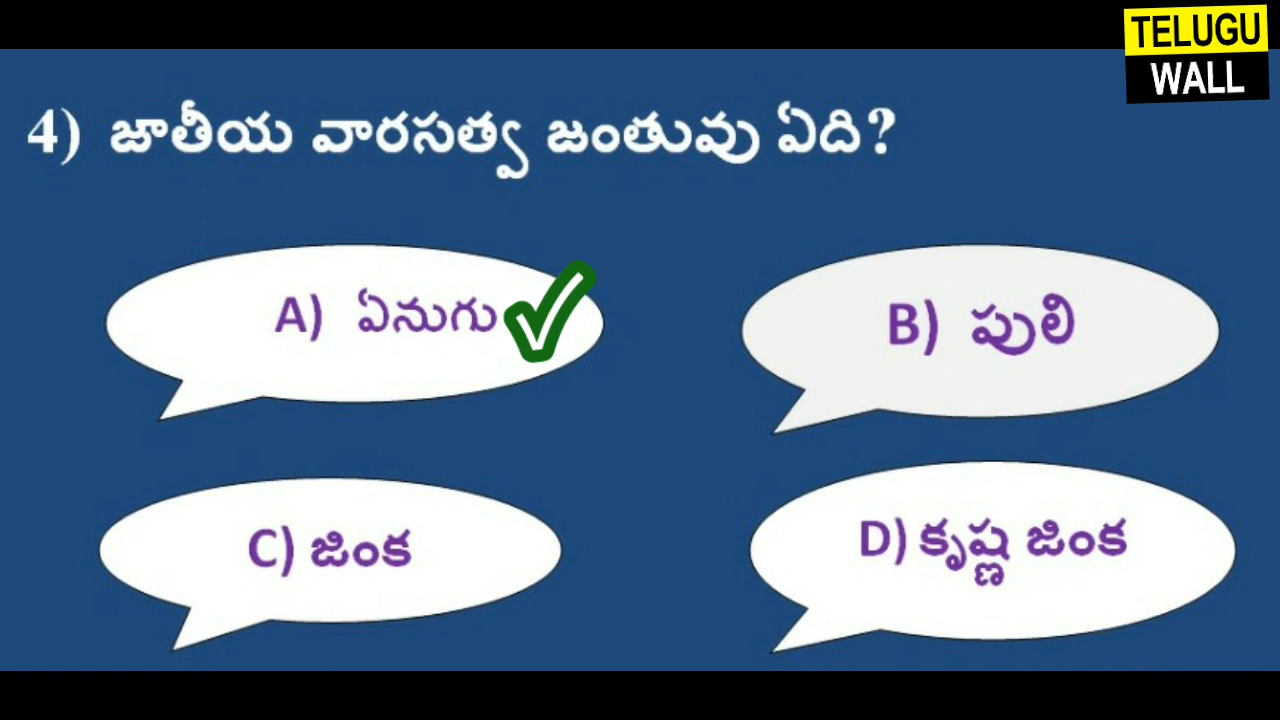 TELUGU
WALL
4) జాతీయ వారసత్వ జంతువు ఏది?
A) ఏనుగు
B) పులి
C) జింక
D) కృష్ణ జింక